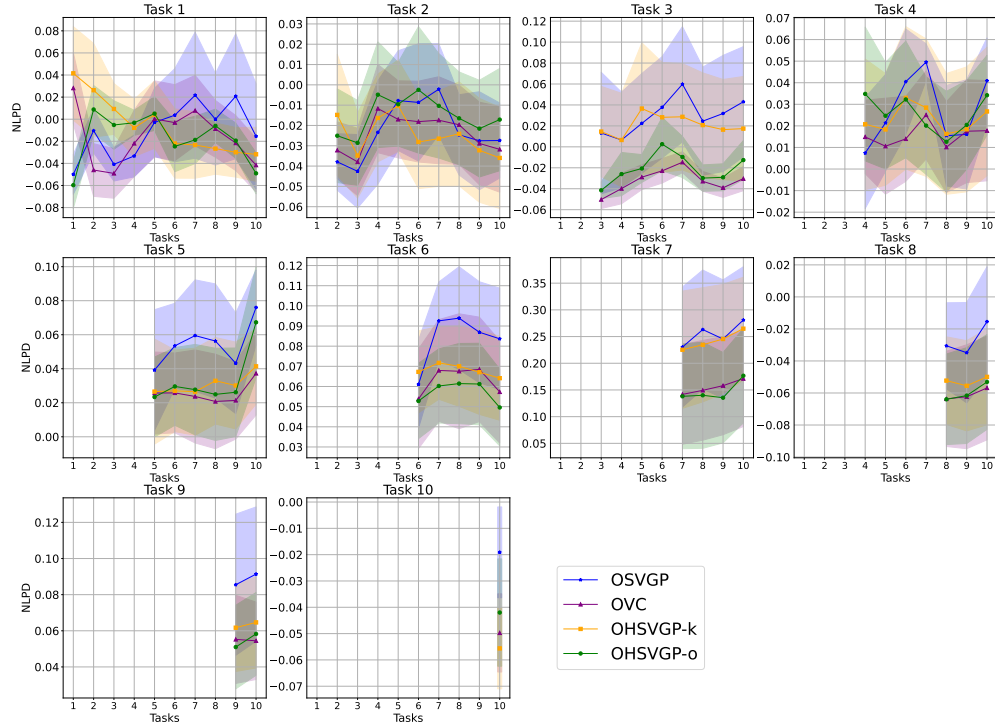 Task 1 Task 2 Task 3 Task 4
NLPD
0.08 0.06 0.04 0.02 0.00 −0.02 −0.04 −0.06 −0.08
0.03 0.02 0.01 0.00 −0.01 −0.02 −0.03 −0.04 −0.05 −0.06
0.12 0.10 0.08 0.06 0.04 0.02 0.00 −0.02 −0.04 −0.06
0.07 0.06 0.05 0.04 0.03 0.02 0.01 0.00 −0.01 −0.02
1 2 3 4 5 6 7 8 9 10 1 2 3 4 5 6 7 8 9 10 1 2 3 4 5 6 7 8 9 10 1 2 3 4 5 6 7 8 9 10
Tasks Tasks Tasks Tasks
Task 5 Task 6 Task 7 Task 8
NLPD
0.10 0.08 0.06 0.04 0.02 0.00
0.12 0.11 0.10 0.09 0.08 0.07 0.06 0.05 0.04 0.03
0.35 0.30 0.25 0.20 0.15 0.10 0.05
0.02 0.00 −0.02 −0.04 −0.06 −0.08 −0.10
1 2 3 4 5 6 7 8 9 10 1 2 3 4 5 6 7 8 9 10 1 2 3 4 5 6 7 8 9 10 1 2 3 4 5 6 7 8 9 10
Tasks Tasks Tasks Tasks
Task 9 Task 10
NLPD
0.12 0.10 0.08 0.06 0.04
0.00 −0.01 −0.02 −0.03 −0.04 −0.05 −0.06 −0.07
1 2 3 4 5 6 7 8 9 10 1 2 3 4 5 6 7 8 9 10
Tasks Tasks
OSVGP
OVC
OHSVGP-k
OHSVGP-o